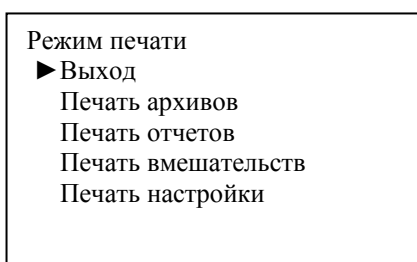 Режим печати
►Выход
Печать архивов
Печать отчетов
Печать вмешательств
Печать настройки